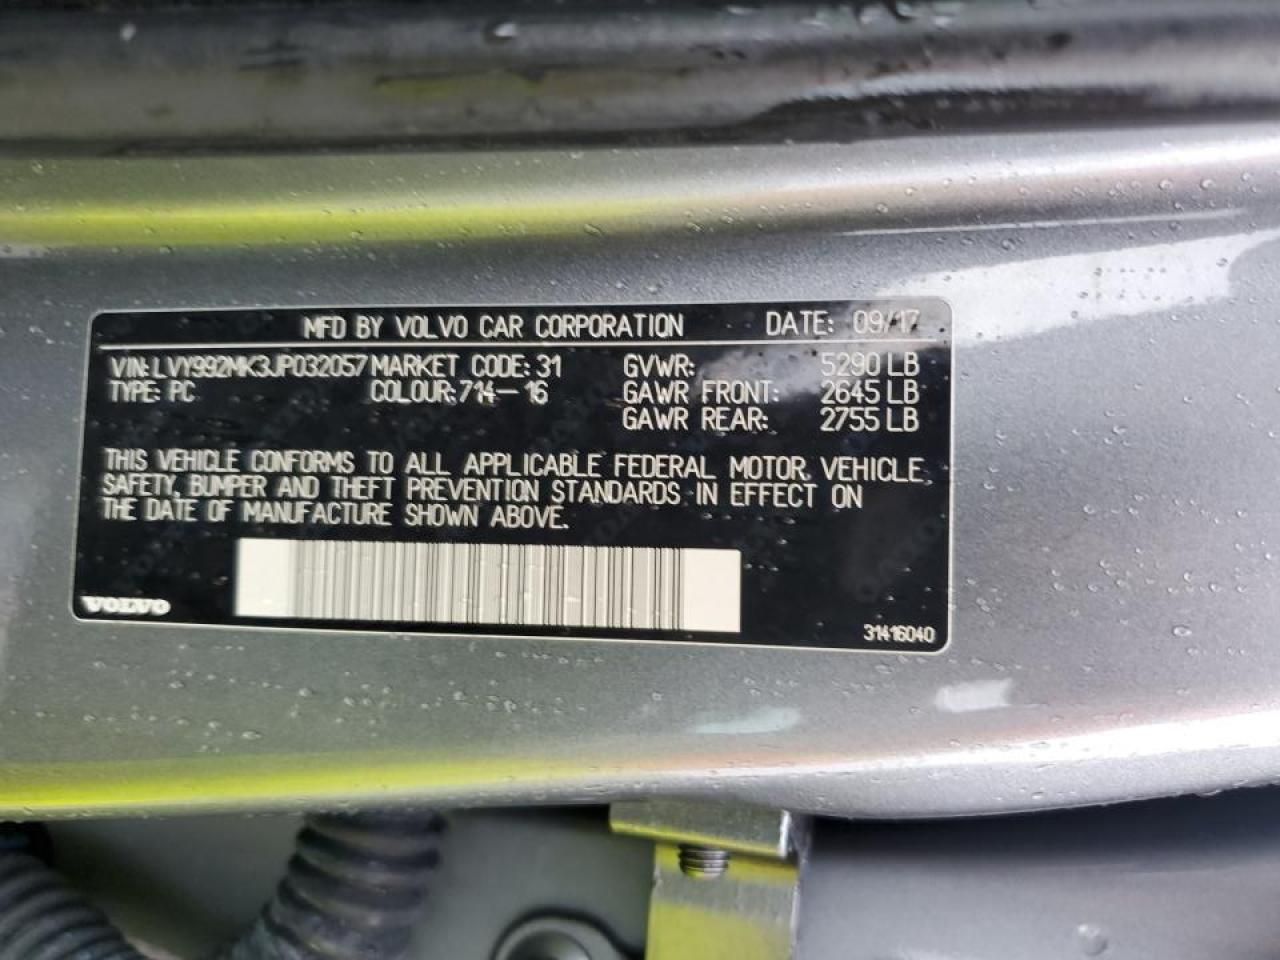 MFD BY VOLVO CAR CORPORATION DATE: 09/17
VIN: LVY992MK3JP032057 MARKET CODE: 31 GVWR: 5290 LB
TYPE: PC COLOUR: 714-16 GAWR FRONT: 2645 LB
GAWR REAR: 2755 LB
THIS VEHICLE CONFORMS TO ALL APPLICABLE FEDERAL MOTOR VEHICLE
SAFETY, BUMPER AND THEFT PREVENTION STANDARDS IN EFFECT ON
THE DATE OF MANUFACTURE SHOWN ABOVE.
VOLVO
31416040